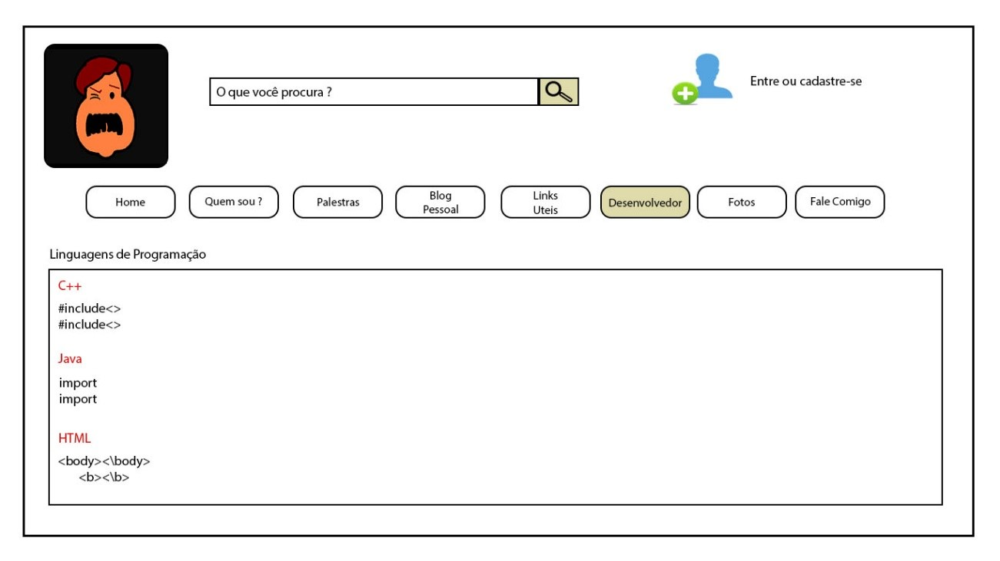 O que você procura ?
Entre ou cadastre-se
Home
Quem sou ?
Palestras
Blog
Pessoal
Links
Uteis
Desenvolvedor
Fotos
Fale Comigo
Linguagens de Programação
C++
#include<>
#include<>
Java
import
import
HTML
<body><\body>
<b><\b>